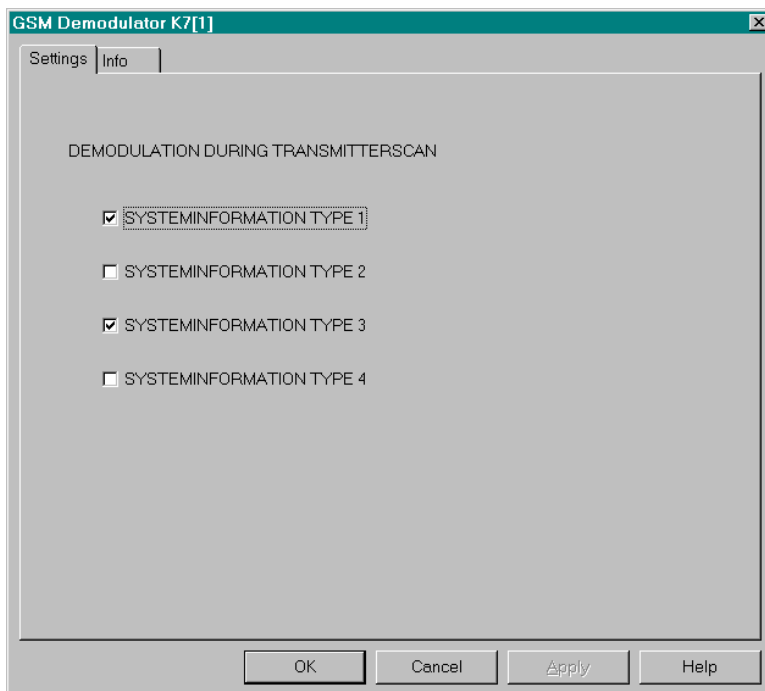 GSM Demodulator K7[1]
Settings Info
DEMODULATION DURING TRANSMITTERSCAN
SYSTEMINFORMATION TYPE 1
SYSTEMINFORMATION TYPE 2
SYSTEMINFORMATION TYPE 3
SYSTEMINFORMATION TYPE 4
OK Cancel Apply Help